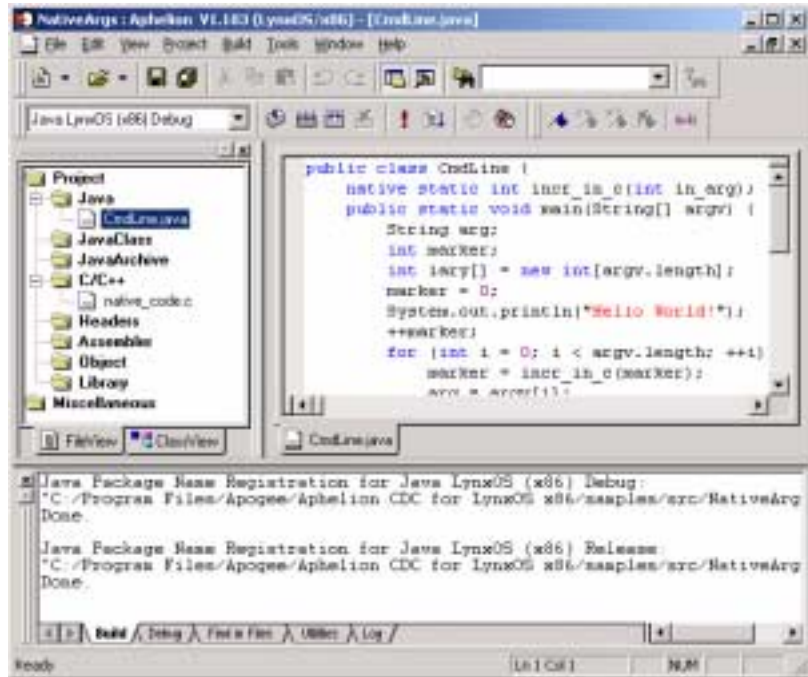 NativeArgs : Aphelion V1.103 (LynxOS/x86) - [CmdLine.java]
File Edit View Project Build Tools Window Help
Java LynxOS (x86) Debug
Project
Java
CmdLine.java
JavaClass
JavaArchive
C/C++
native_code.c
Headers
Assembler
Object
Library
Miscellaneous
FileView ClassView
public class CmdLine {
native static int incr_in_c(int in_arg);
public static void main(String[] argv) {
String arg;
int marker;
int iary[] = new int[argv.length];
marker = 0;
System.out.println("Hello World!");
++marker;
for (int i = 0; i < argv.length; ++i)
marker = incr_in_c(marker);
arg = argv[i];
CmdLine.java
Java Package Name Registration for Java LynxOS (x86) Debug:
"C:/Program Files/Apogee/Aphelion CDC for LynxOS x86/samples/src/NativeArg
Done.
Java Package Name Registration for Java LynxOS (x86) Release:
"C:/Program Files/Apogee/Aphelion CDC for LynxOS x86/samples/src/NativeArg
Done.
Build Debug Find in Files Utilities Log
Ready Ln 1 Col 1 NUM